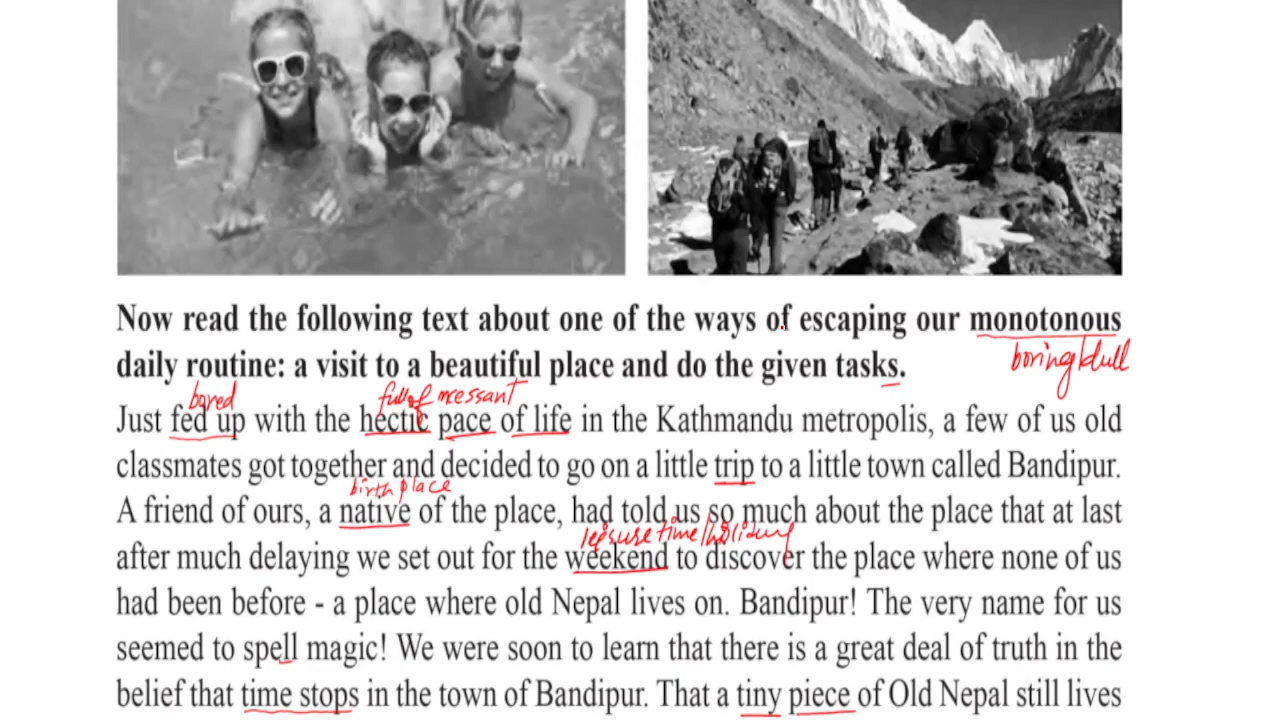 Now read the following text about one of the ways of escaping our monotonous
boring/dull
daily routine: a visit to a beautiful place and do the given tasks.
bored full of incessant
Just fed up with the hectic pace of life in the Kathmandu metropolis, a few of us old
classmates got together and decided to go on a little trip to a little town called Bandipur.
birth place
A friend of ours, a native of the place, had told us so much about the place that at last
leisure time/holiday
after much delaying we set out for the weekend to discover the place where none of us
had been before - a place where old Nepal lives on. Bandipur! The very name for us
seemed to spell magic! We were soon to learn that there is a great deal of truth in the
belief that time stops in the town of Bandipur. That a tiny piece of Old Nepal still lives